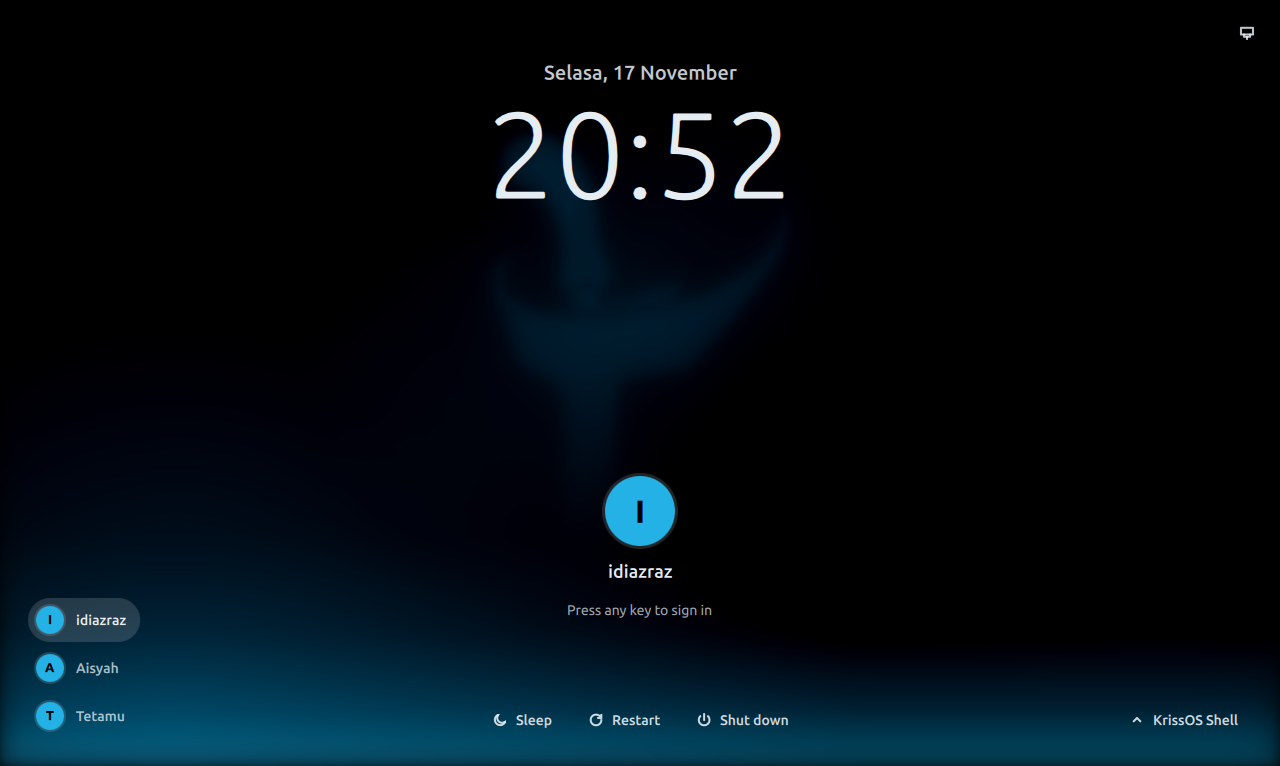 Selasa, 17 November
20:52
I
idiazraz
Press any key to sign in
I idiazraz
A Aisyah
T Tetamu
Sleep Restart Shut down
KrissOS Shell